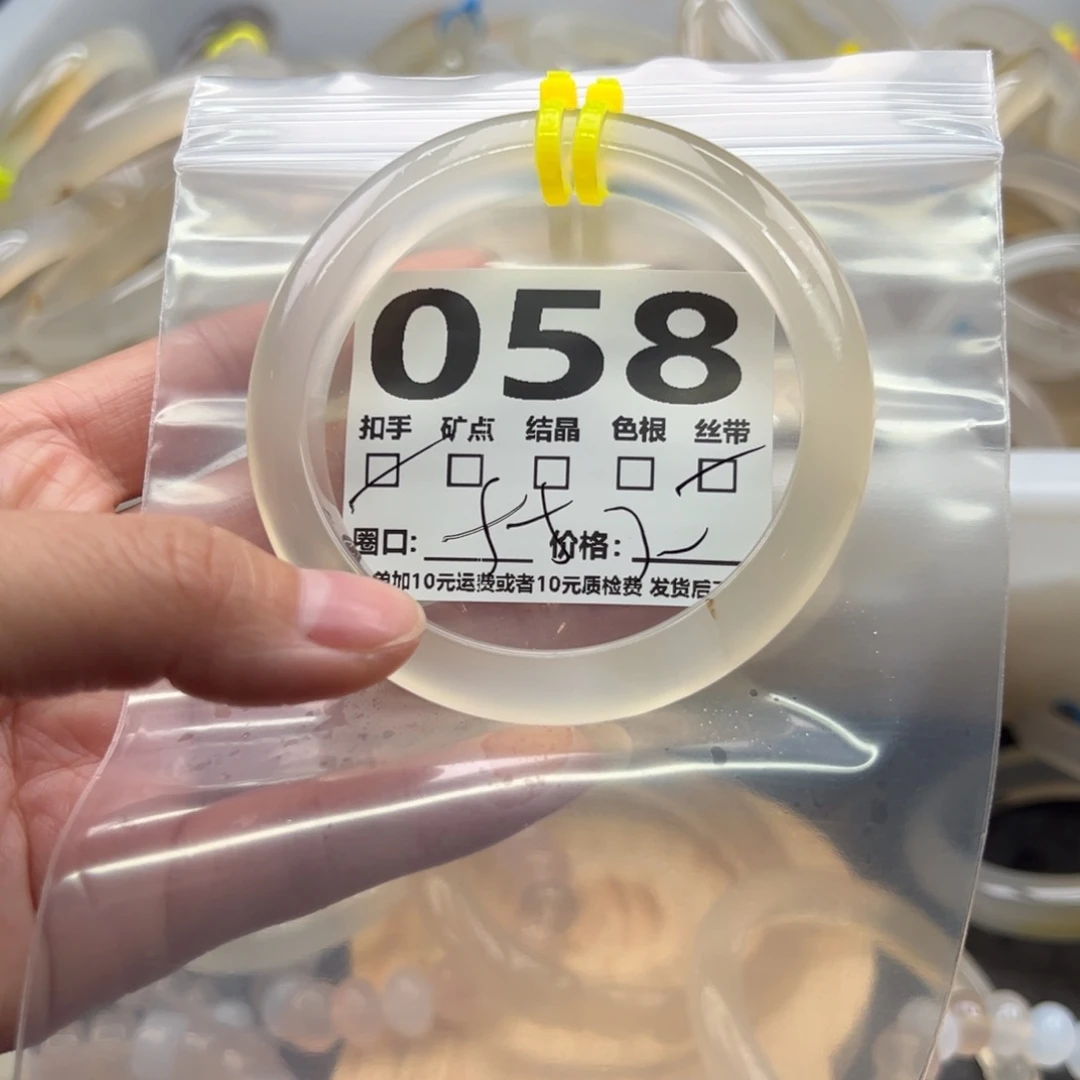 058
扣手 矿点 结晶 色根 丝带
圈口: 价格:
单加10元运费或者10元质检费 发货后